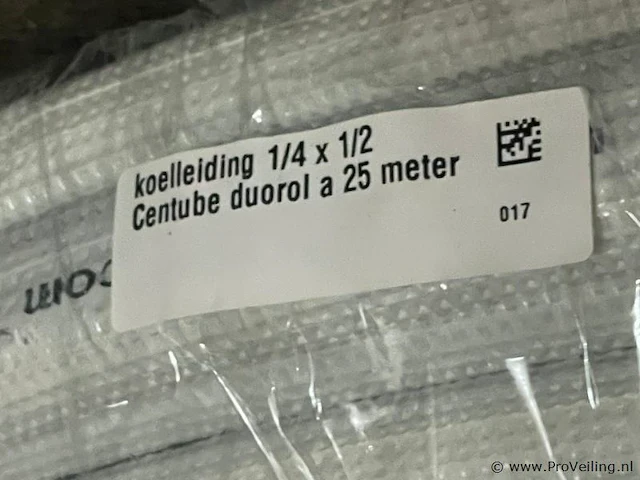 koelleiding 1/4 x 1/2
Centube duorol a 25 meter
017
© www.ProVeiling.nl